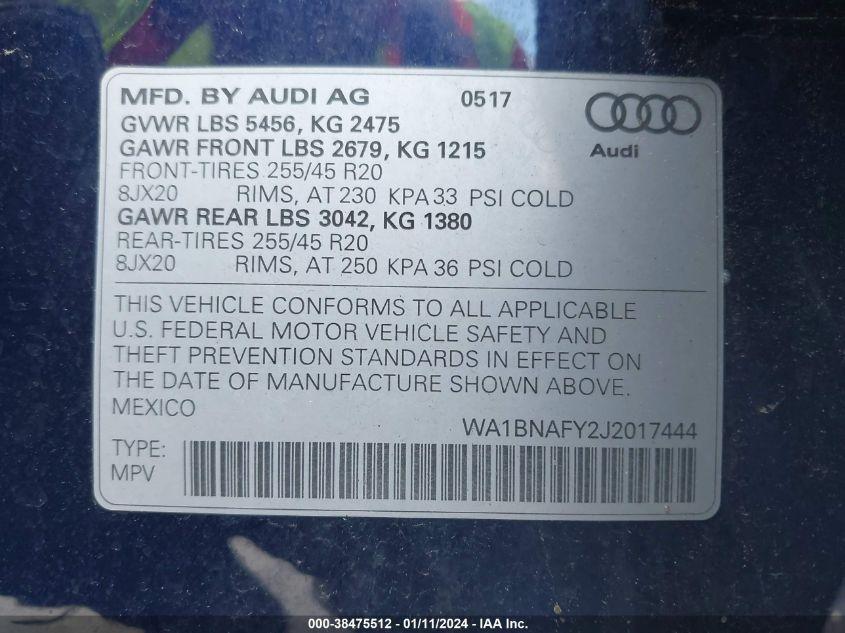 MFD. BY AUDI AG 0517
GVWR LBS 5456, KG 2475
GAWR FRONT LBS 2679, KG 1215
Audi
FRONT-TIRES 255/45 R20
8JX20 RIMS, AT 230 KPA 33 PSI COLD
GAWR REAR LBS 3042, KG 1380
REAR-TIRES 255/45 R20
8JX20 RIMS, AT 250 KPA 36 PSI COLD
THIS VEHICLE CONFORMS TO ALL APPLICABLE
U.S. FEDERAL MOTOR VEHICLE SAFETY AND
THEFT PREVENTION STANDARDS IN EFFECT ON
THE DATE OF MANUFACTURE SHOWN ABOVE.
MEXICO
WA1BNAFY2J2017444
TYPE:
MPV
000-38475512 - 01/11/2024 - IAA Inc.